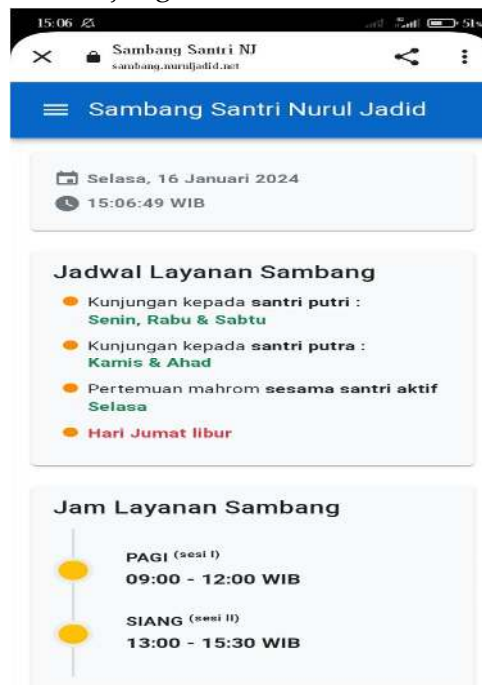 15:06
51%
Sambang Santri NJ
sambang.nuruljadid.net
Sambang Santri Nurul Jadid
Selasa, 16 Januari 2024
15:06:49 WIB
Jadwal Layanan Sambang
Kunjungan kepada santri putri :
Senin, Rabu & Sabtu
Kunjungan kepada santri putra :
Kamis & Ahad
Pertemuan mahrom sesama santri aktif
Selasa
Hari Jumat libur
Jam Layanan Sambang
PAGI (sesi I)
09:00 - 12:00 WIB
SIANG (sesi II)
13:00 - 15:30 WIB